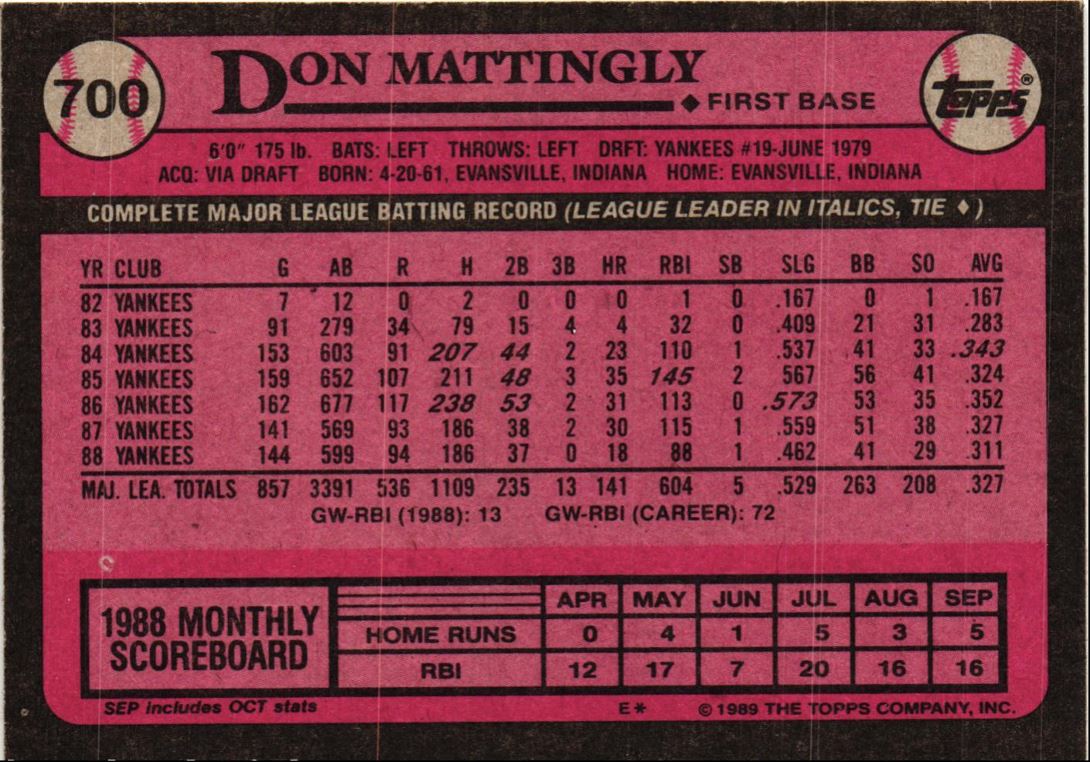 700
DON MATTINGLY
♦ FIRST BASE
topps®
6'0" 175 lb. BATS: LEFT THROWS: LEFT DRFT: YANKEES #19-JUNE 1979
ACQ: VIA DRAFT BORN: 4-20-61, EVANSVILLE, INDIANA HOME: EVANSVILLE, INDIANA
COMPLETE MAJOR LEAGUE BATTING RECORD (LEAGUE LEADER IN ITALICS, TIE ♦)
YR CLUB G AB R H 2B 3B HR RBI SB SLG BB SO AVG
82 YANKEES 7 12 0 2 0 0 0 1 0 .167 0 1 .167
83 YANKEES 91 279 34 79 15 4 4 32 0 .409 21 31 .283
84 YANKEES 153 603 91 207 44 2 23 110 1 .537 41 33 .343
85 YANKEES 159 652 107 211 48 3 35 145 2 .567 56 41 .324
86 YANKEES 162 677 117 238 53 2 31 113 0 .573 53 35 .352
87 YANKEES 141 569 93 186 38 2 30 115 1 .559 51 38 .327
88 YANKEES 144 599 94 186 37 0 18 88 1 .462 41 29 .311
MAJ. LEA. TOTALS 857 3391 536 1109 235 13 141 604 5 .529 263 208 .327
GW-RBI (1988): 13 GW-RBI (CAREER): 72
1988 MONTHLY
SCOREBOARD
APR MAY JUN JUL AUG SEP
HOME RUNS 0 4 1 5 3 5
RBI 12 17 7 20 16 16
SEP includes OCT stats
E*
© 1989 THE TOPPS COMPANY, INC.